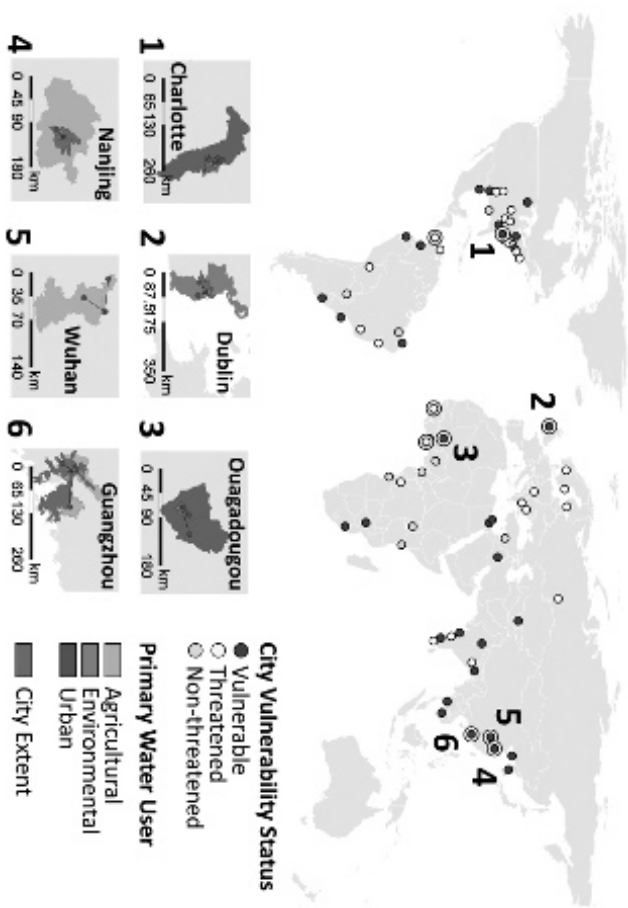 1
2
3
5
4
6
1
Charlotte
0 65 130 260
km
2
Dublin
0 87.5175 350
km
3
Ouagadougou
0 45 90 180
km
4
Nanjing
0 45 90 180
km
5
Wuhan
0 35 70 140
km
6
Guangzhou
0 65 130 260
km
City Vulnerability Status
Vulnerable
Threatened
Non-threatened
Primary Water User
Agricultural
Environmental
Urban
City Extent